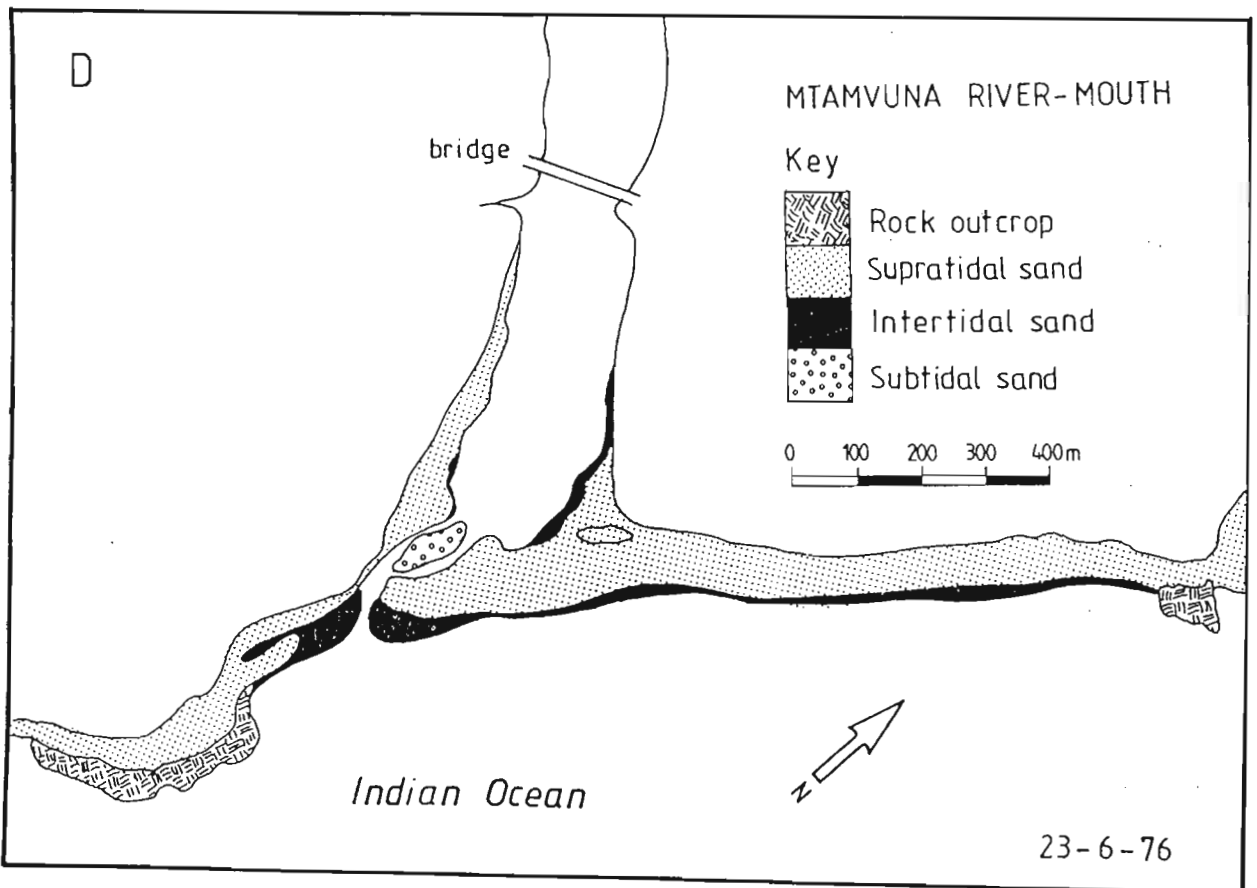 D
MTAMVUNA RIVER-MOUTH
bridge
Key
Rock outcrop
Supratidal sand
Intertidal sand
Subtidal sand
0 100 200 300 400m
N
Indian Ocean
23-6-76